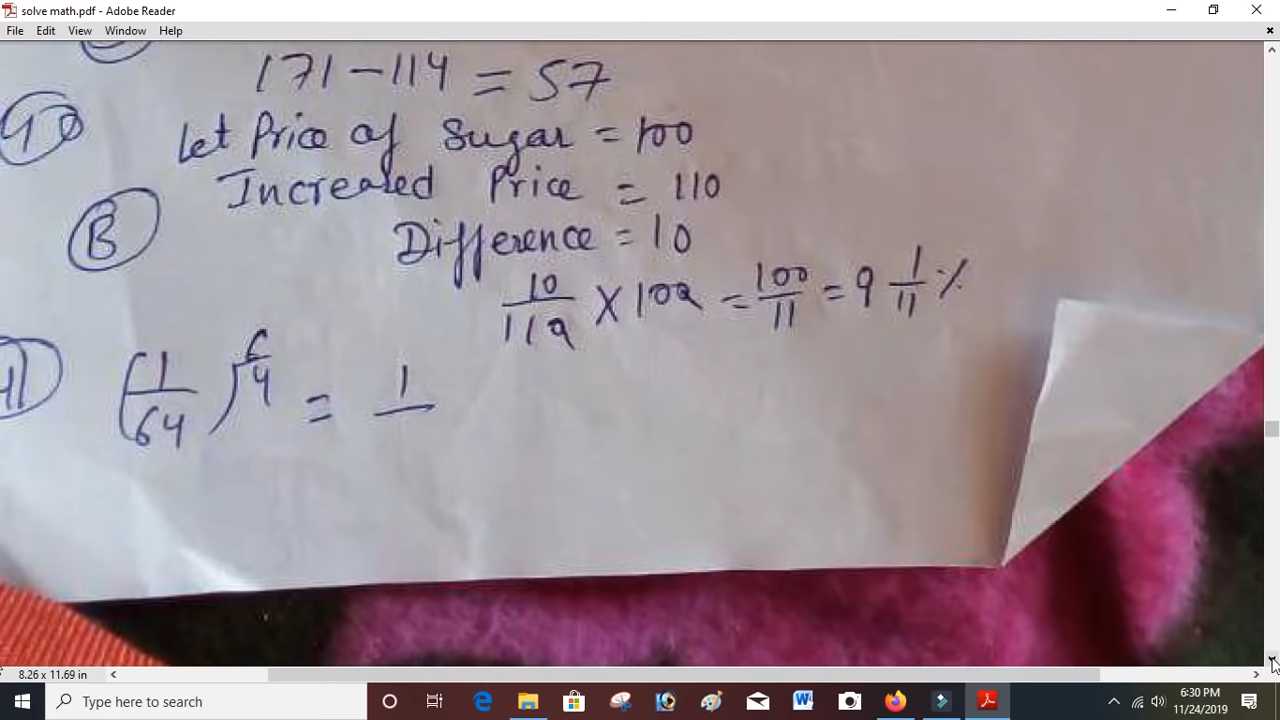 solve math.pdf - Adobe Reader
File Edit View Window Help
171 - 114 = 57
Let Price of Sugar = 100
Increased Price = 110
B
Difference = 10
10/110 × 100 = 100/11 = 9 1/11 %
(1/64)^6/4 = 1/
8.26 x 11.69 in
Type here to search
6:30 PM
11/24/2019